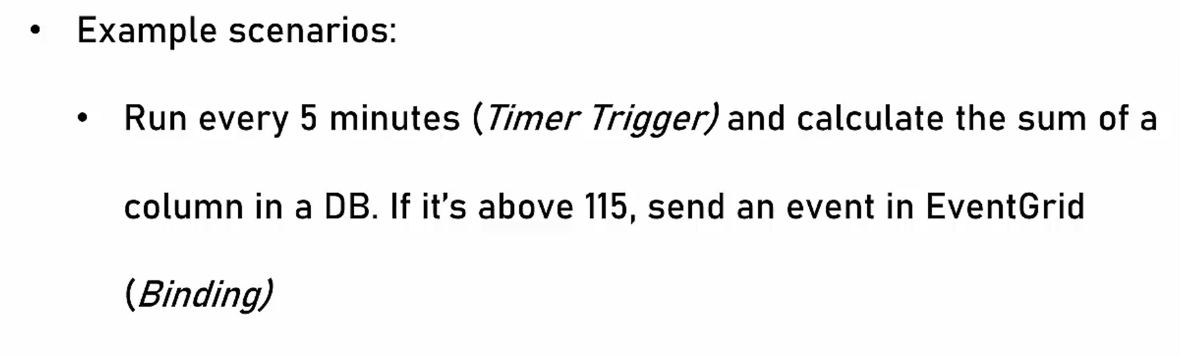 • Example scenarios:
• Run every 5 minutes (Timer Trigger) and calculate the sum of a
column in a DB. If it's above 115, send an event in EventGrid
(Binding)